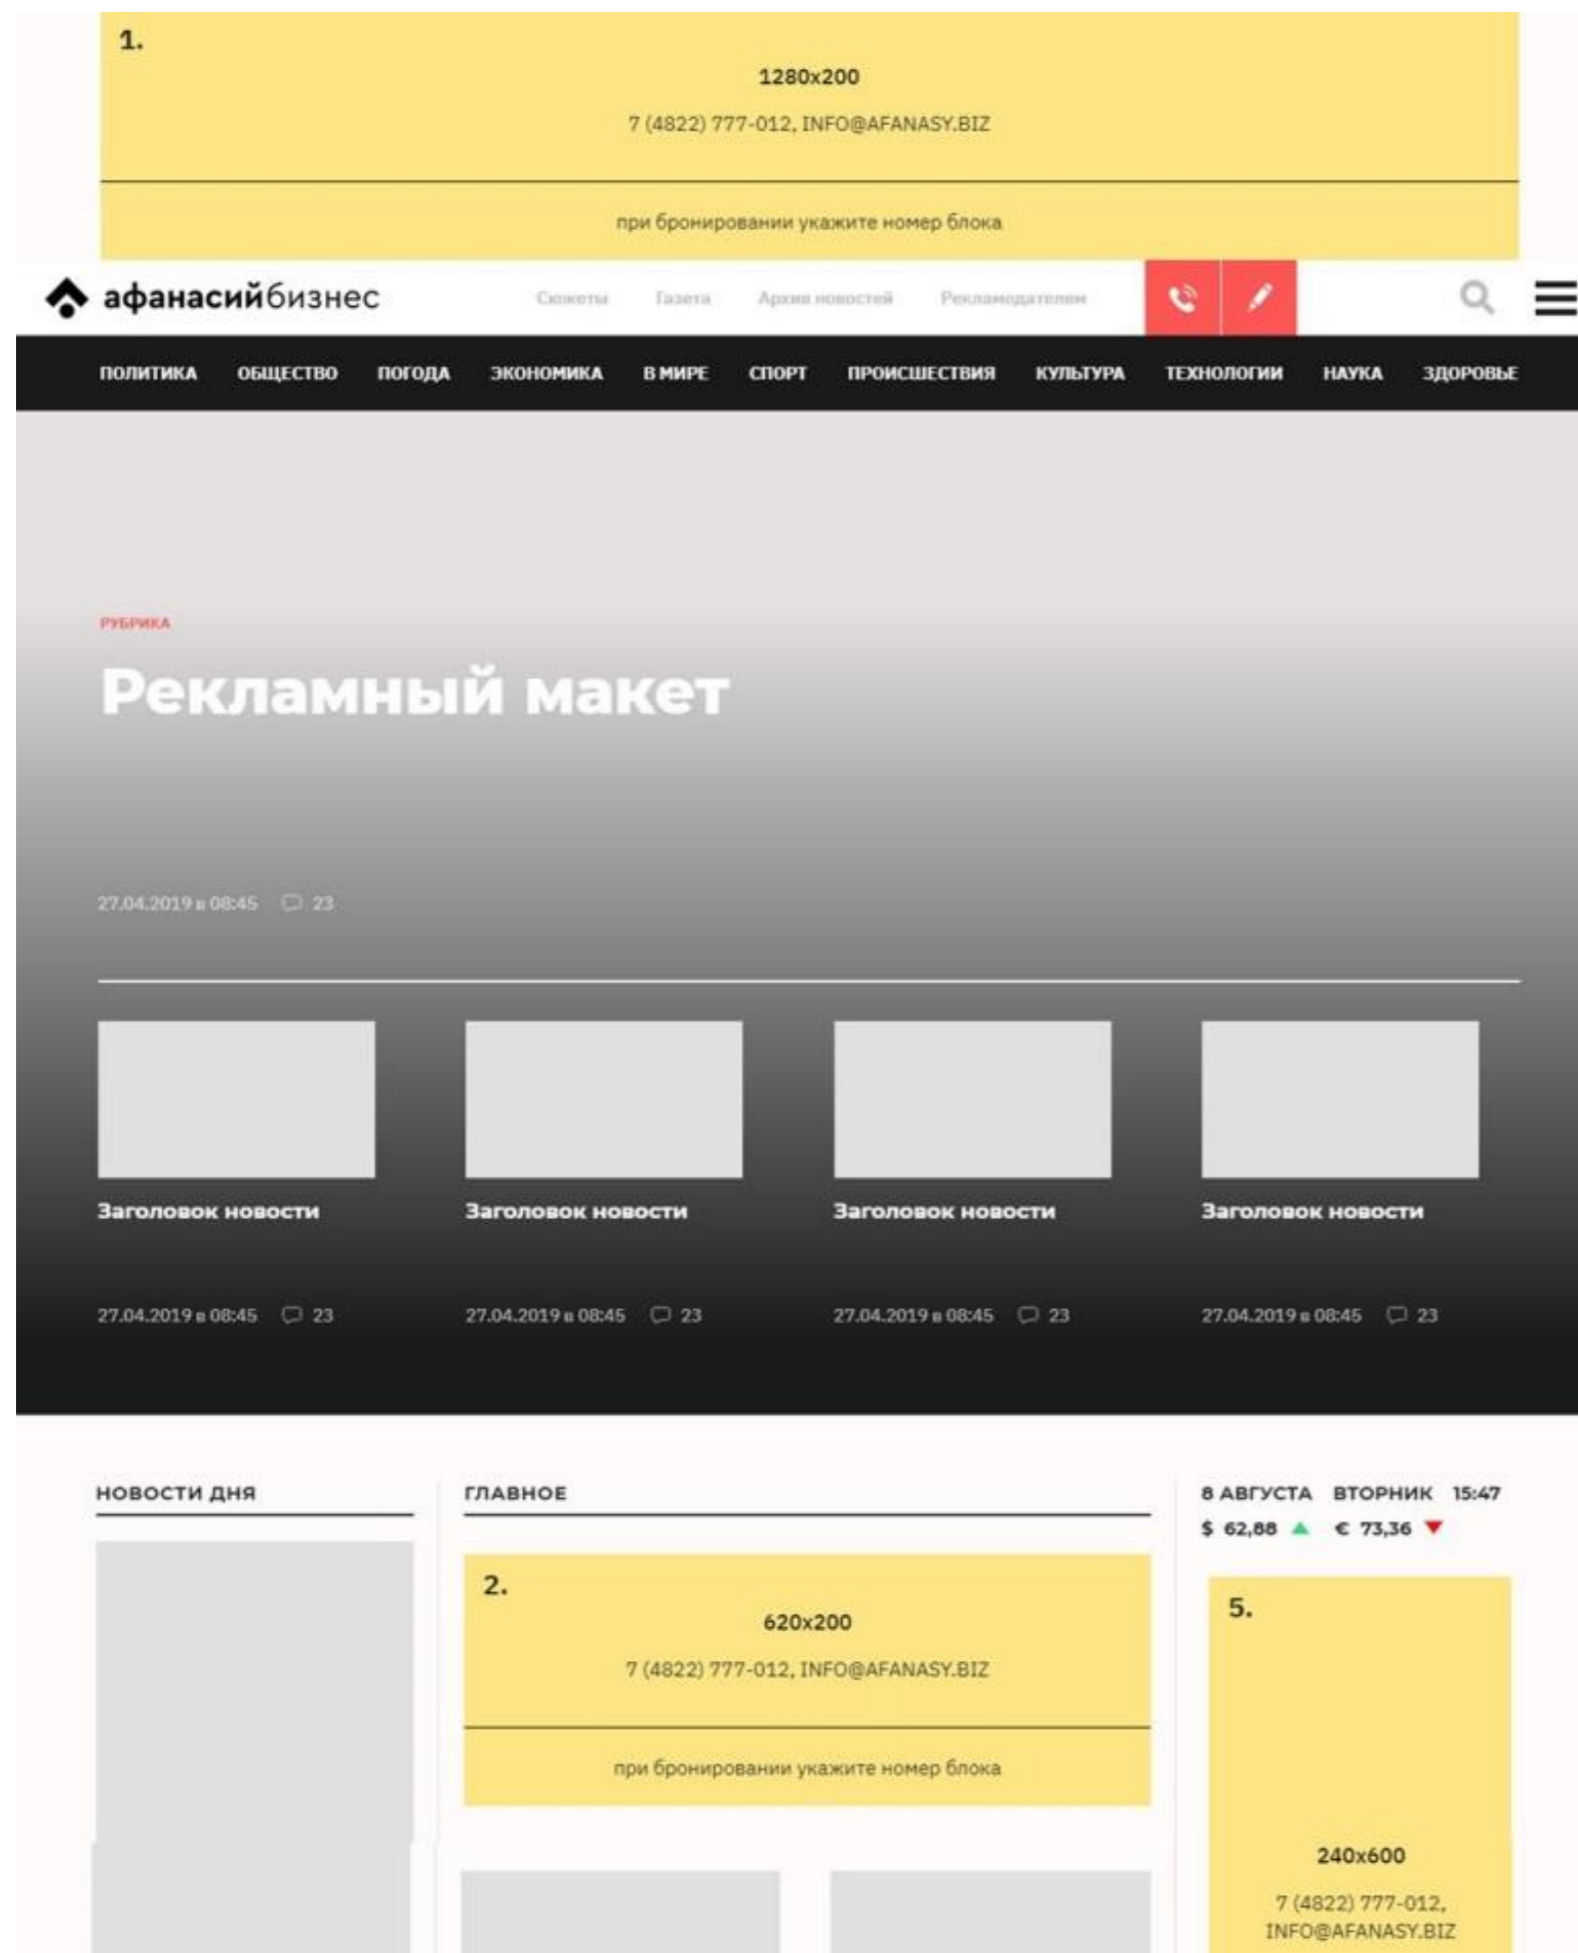 1.
1280x200
7 (4822) 777-012, INFO@AFANASY.BIZ
при бронировании укажите номер блока
афанасийбизнес
Сюжеты Газета Архив новостей Рекламодателям
ПОЛИТИКА ОБЩЕСТВО ПОГОДА ЭКОНОМИКА В МИРЕ СПОРТ ПРОИСШЕСТВИЯ КУЛЬТУРА ТЕХНОЛОГИИ НАУКА ЗДОРОВЬЕ
РУБРИКА
Рекламный макет
27.04.2019 в 08:45 23
Заголовок новости Заголовок новости Заголовок новости Заголовок новости
27.04.2019 в 08:45 23 27.04.2019 в 08:45 23 27.04.2019 в 08:45 23 27.04.2019 в 08:45 23
НОВОСТИ ДНЯ
ГЛАВНОЕ
2.
620x200
7 (4822) 777-012, INFO@AFANASY.BIZ
при бронировании укажите номер блока
8 АВГУСТА ВТОРНИК 15:47
$ 62,88 € 73,36
5.
240x600
7 (4822) 777-012,
INFO@AFANASY.BIZ